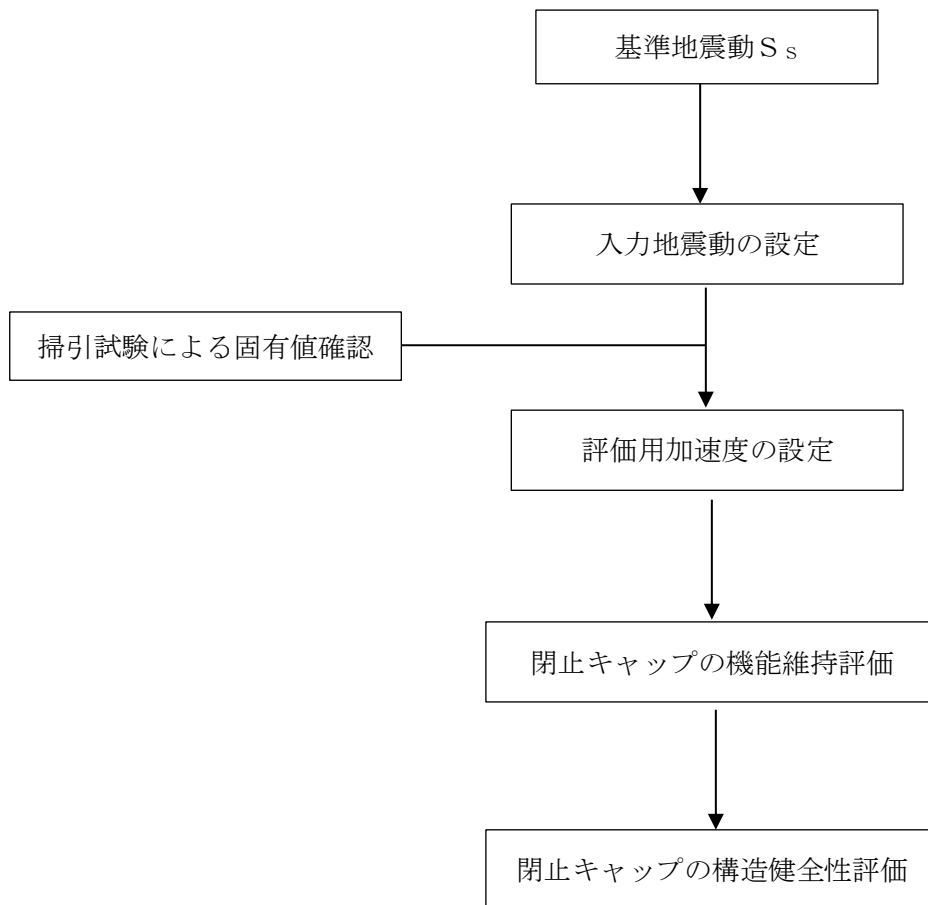 基準地震動Ｓｓ
入力地震動の設定
掃引試験による固有値確認
評価用加速度の設定
閉止キャップの機能維持評価
閉止キャップの構造健全性評価